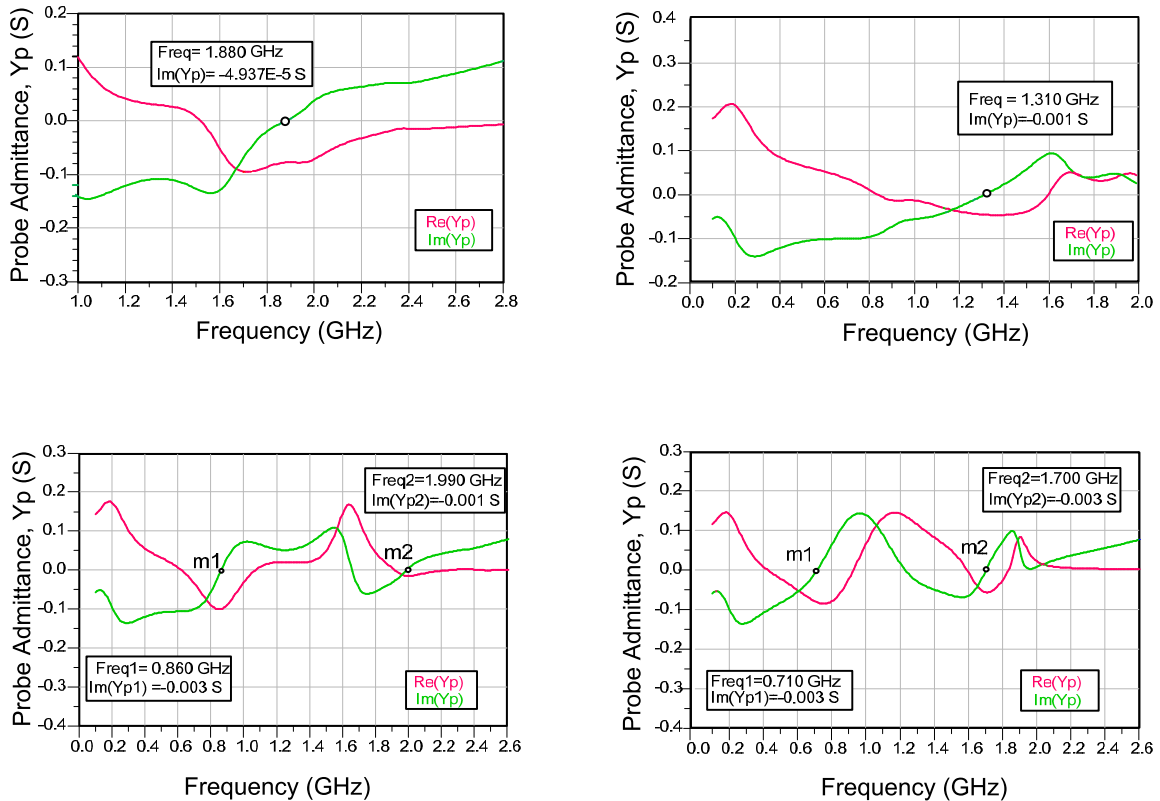 Probe Admittance, Yp (S)
0.2
0.1
0.0
-0.1
-0.2
-0.3
Freq= 1.880 GHz
Im(Yp)= -4.937E-5 S
Re(Yp)
Im(Yp)
1.0 1.2 1.4 1.6 1.8 2.0 2.2 2.4 2.6 2.8
Frequency (GHz)
Probe Admittance, Yp (S)
0.4
0.3
0.2
0.1
0.0
-0.1
-0.2
Freq = 1.310 GHz
Im(Yp)=-0.001 S
Re(Yp)
Im(Yp)
0.0 0.2 0.4 0.6 0.8 1.0 1.2 1.4 1.6 1.8 2.0
Frequency (GHz)
Probe Admittance, Yp (S)
0.3
0.2
0.1
0.0
-0.1
-0.2
-0.3
-0.4
Freq2=1.990 GHz
Im(Yp2)=-0.001 S
m1
m2
Freq1= 0.860 GHz
Im(Yp1) =-0.003 S
Re(Yp)
Im(Yp)
0.0 0.2 0.4 0.6 0.8 1.0 1.2 1.4 1.6 1.8 2.0 2.2 2.4 2.6
Frequency (GHz)
Probe Admittance, Yp (S)
0.3
0.2
0.1
0.0
-0.1
-0.2
-0.3
-0.4
Freq2=1.700 GHz
Im(Yp2)=-0.003 S
m1
m2
Freq1=0.710 GHz
Im(Yp1)=-0.003 S
Re(Yp)
Im(Yp)
0.0 0.2 0.4 0.6 0.8 1.0 1.2 1.4 1.6 1.8 2.0 2.2 2.4 2.6
Frequency (GHz)